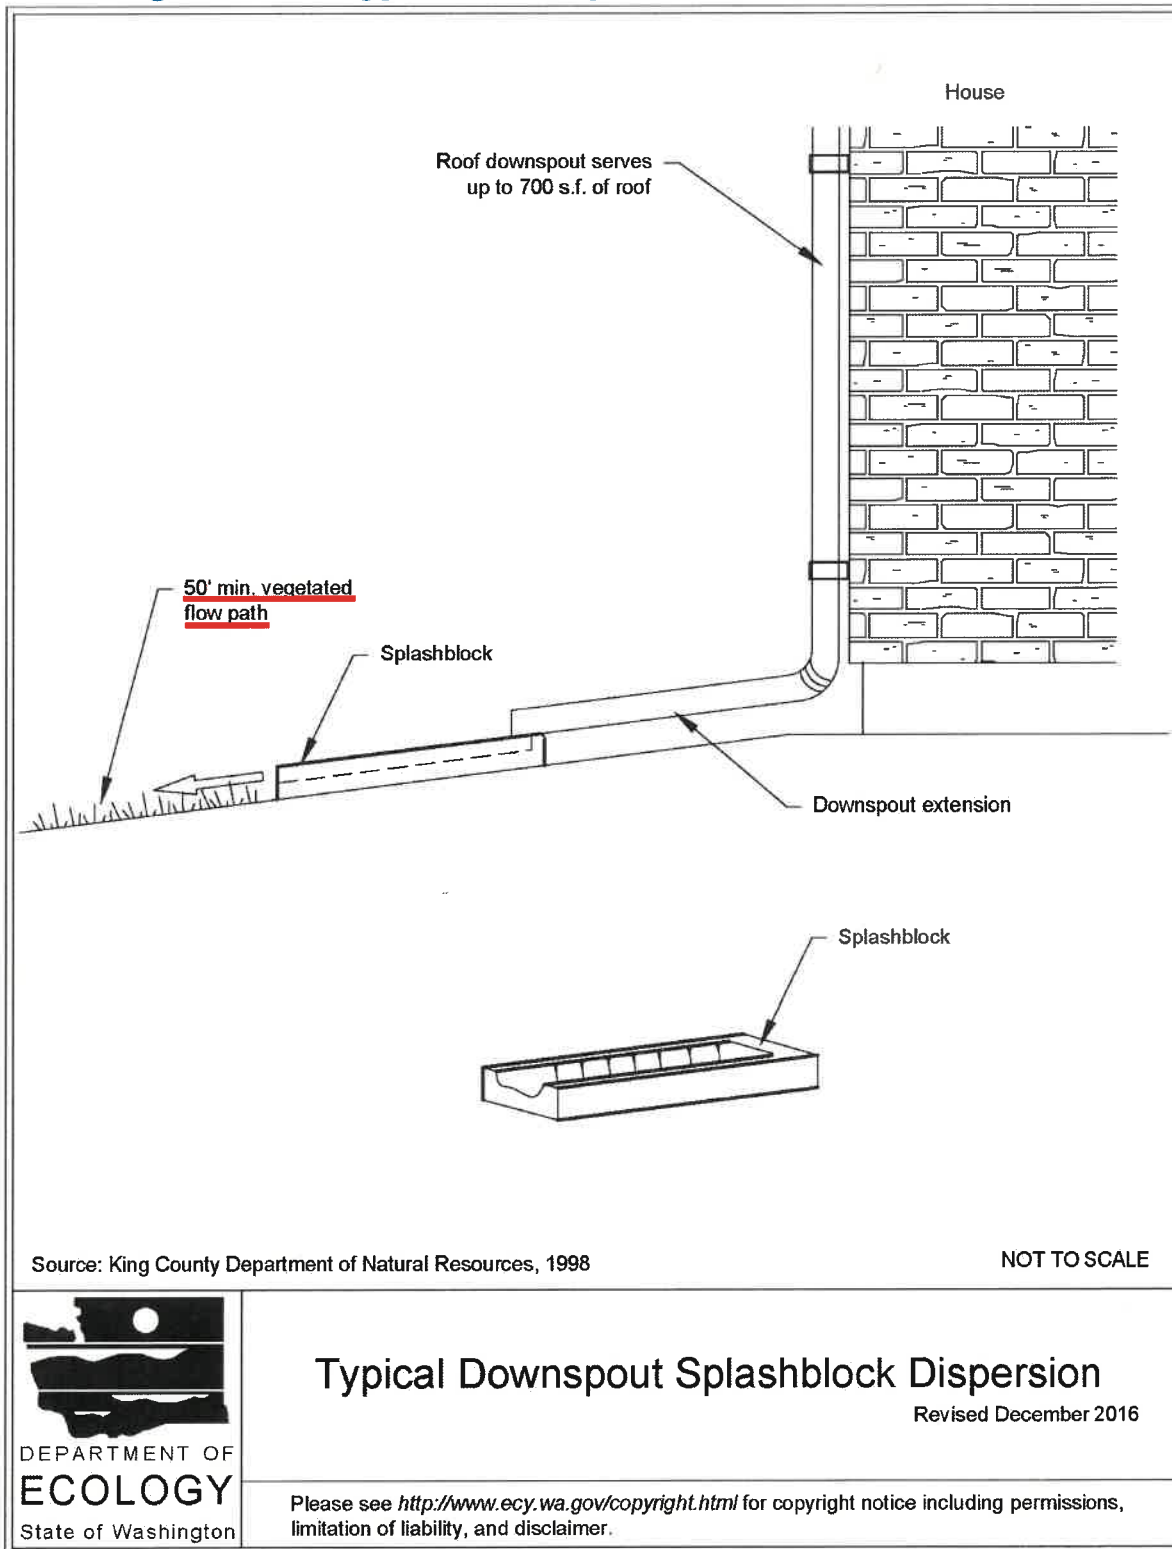 House
Roof downspout serves
up to 700 s.f. of roof
50' min. vegetated
flow path
Splashblock
Downspout extension
Splashblock
Source: King County Department of Natural Resources, 1998
NOT TO SCALE
Typical Downspout Splashblock Dispersion
Revised December 2016
DEPARTMENT OF
ECOLOGY
State of Washington
Please see http://www.ecy.wa.gov/copyright.html for copyright notice including permissions,
limitation of liability, and disclaimer.